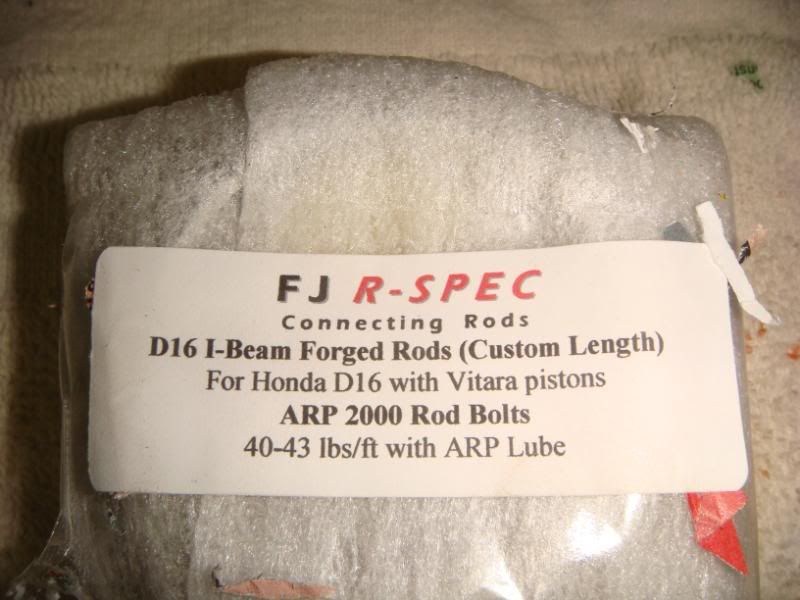 FJ R-SPEC
Connecting Rods
D16 I-Beam Forged Rods (Custom Length)
For Honda D16 with Vitara pistons
ARP 2000 Rod Bolts
40-43 lbs/ft with ARP Lube